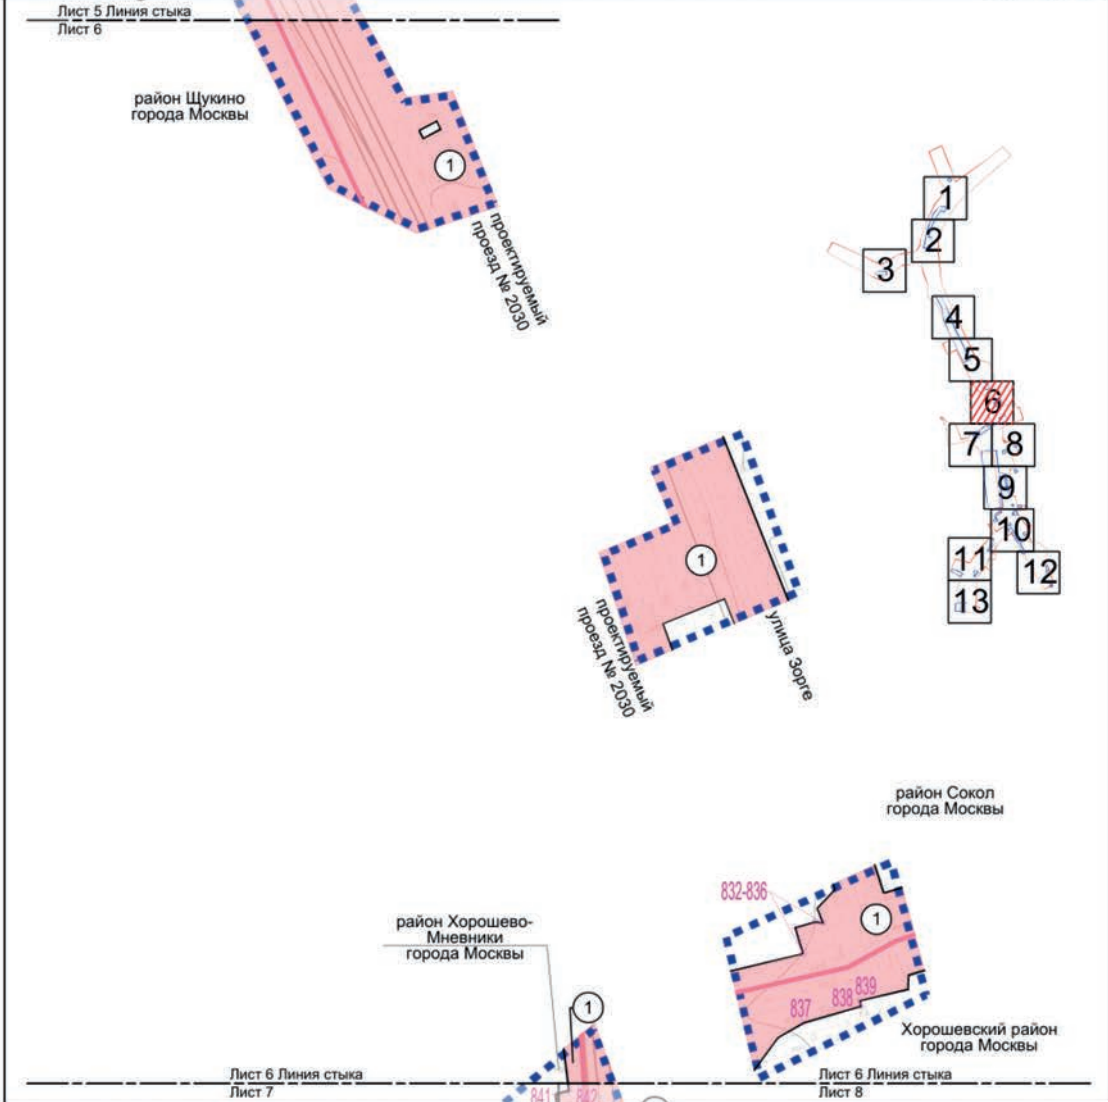 Лист 5 Линия стыка
Лист 6
район Щукино
города Москвы
1
проектируемый
проезд № 2030
1
2
3
4
5
6
7
8
9
10
11
12
13
1
проектируемый
проезд № 2030
улица Зорге
район Сокол
города Москвы
832-836
1
839
838
837
район Хорошево-
Мневники
города Москвы
1
Хорошевский район
города Москвы
Лист 6 Линия стыка
Лист 7
Лист 6 Линия стыка
Лист 8
841
842